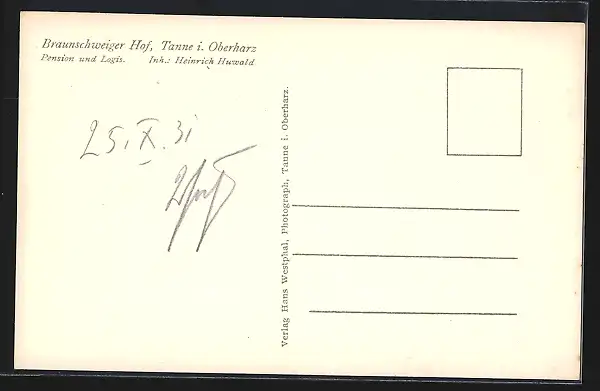 Braunschweiger Hof, Tanne i. Oberharz
Pension und Logis. Inh.: Heinrich Huwald
25. X. 31
Verlag Hans Westphal, Photograph, Tanne i. Oberharz.